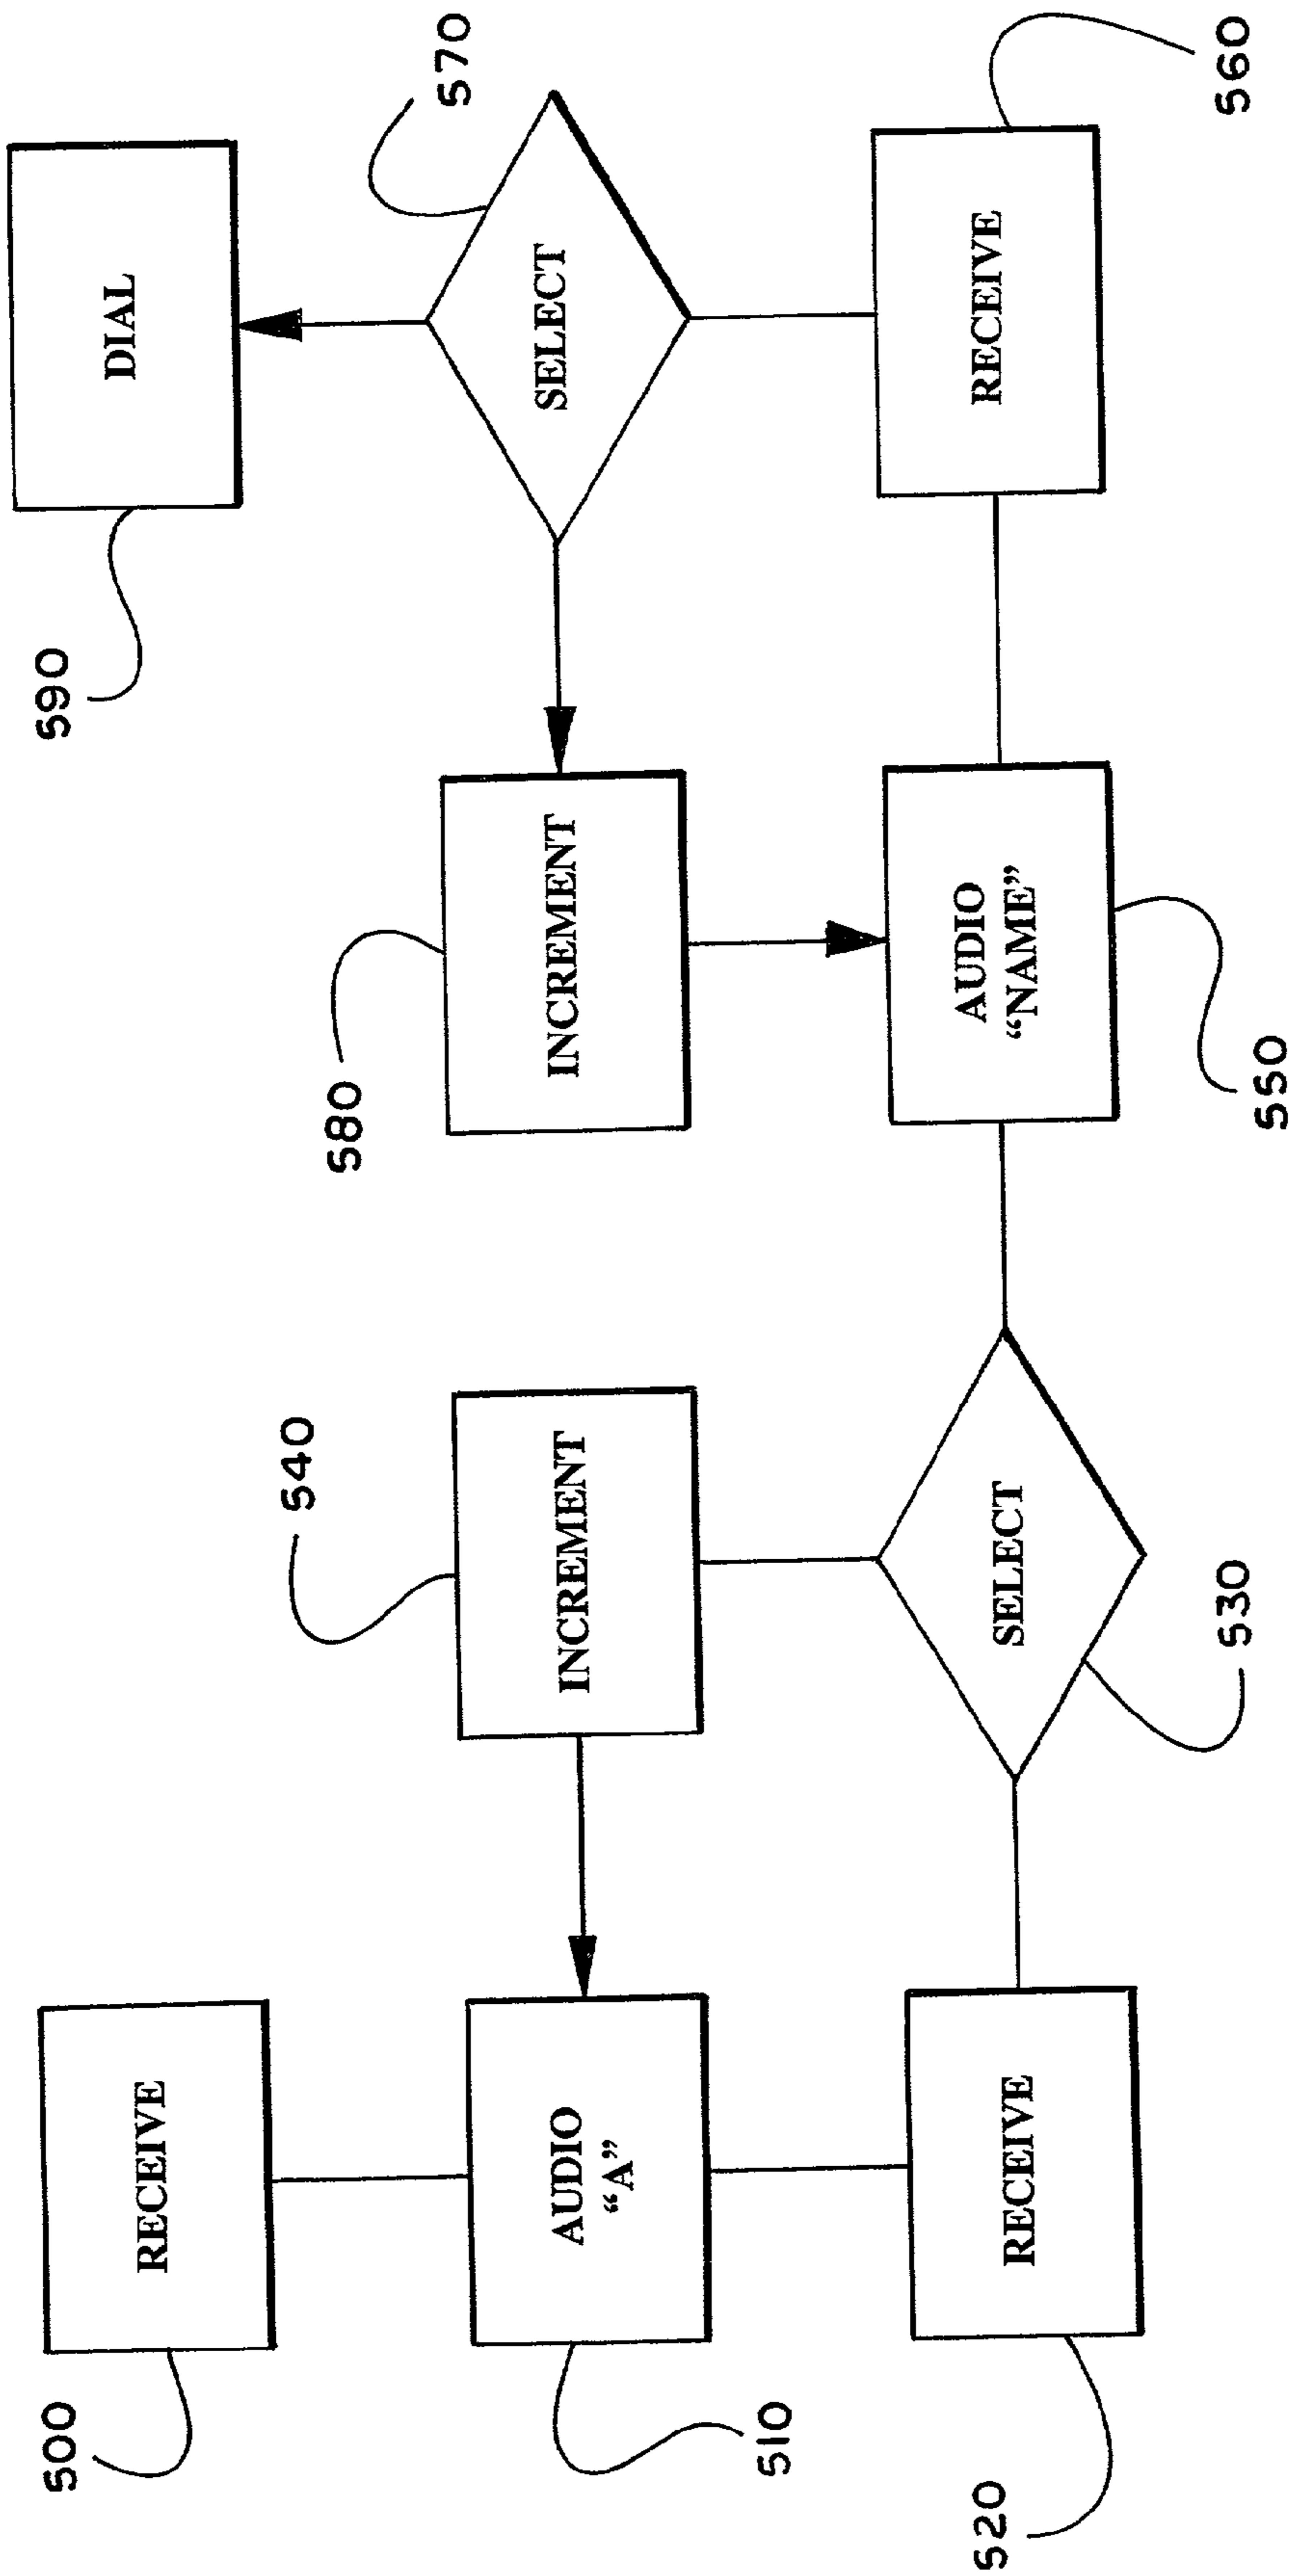 500
RECEIVE
510
AUDIO
“A”
520
RECEIVE
530
SELECT
540
INCREMENT
550
AUDIO
“NAME”
560
RECEIVE
570
SELECT
580
INCREMENT
590
DIAL